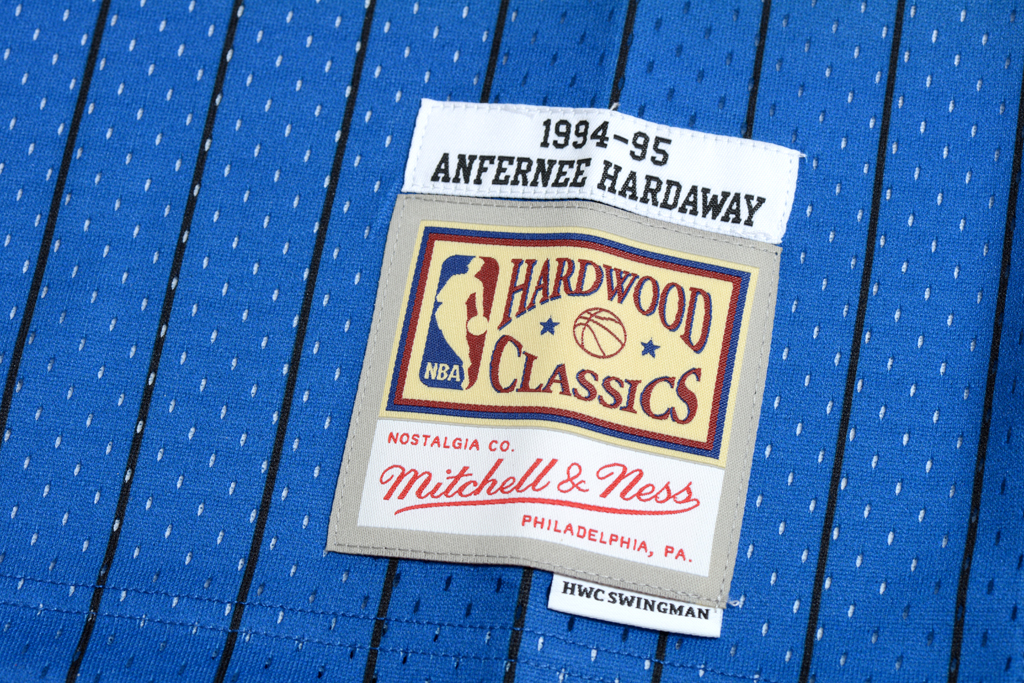 1994-95
ANFERNEE HARDAWAY
HARDWOOD
CLASSICS
NBA
NOSTALGIA CO.
Mitchell & Ness
PHILADELPHIA, PA.
HWC SWINGMAN